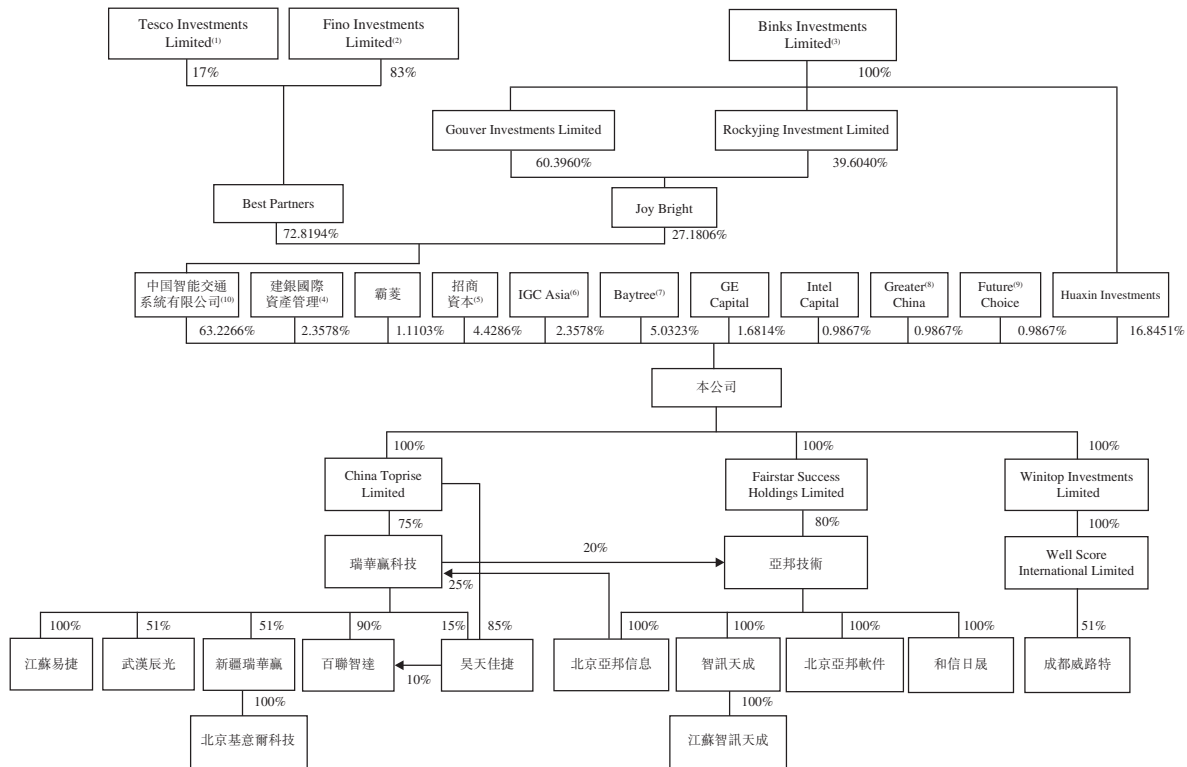 Tesco Investments
Limited(1)
Fino Investments
Limited(2)
Binks Investments
Limited(3)
17%
83%
100%
Gouver Investments Limited
Rockyjing Investment Limited
60.3960%
39.6040%
Best Partners
Joy Bright
72.8194%
27.1806%
中国智能交通
系統有限公司(10)
建銀國際
資產管理(4)
霸菱
招商
資本(5)
IGC Asia(6)
Baytree(7)
GE
Capital
Intel
Capital
Greater(8)
China
Future(9)
Choice
Huaxin Investments
63.2266%
2.3578%
1.1103%
4.4286%
2.3578%
5.0323%
1.6814%
0.9867%
0.9867%
0.9867%
16.8451%
本公司
100%
100%
100%
China Toprise
Limited
Fairstar Success
Holdings Limited
Winitop Investments
Limited
75%
80%
100%
瑞華贏科技
20%
亞邦技術
Well Score
International Limited
25%
100%
51%
51%
90%
15%
85%
100%
100%
100%
100%
51%
江蘇易捷
武漢辰光
新疆瑞華贏
百聯智達
昊天佳捷
北京亞邦信息
智訊天成
北京亞邦軟件
和信日晟
成都威路特
10%
100%
100%
北京基意爾科技
江蘇智訊天成